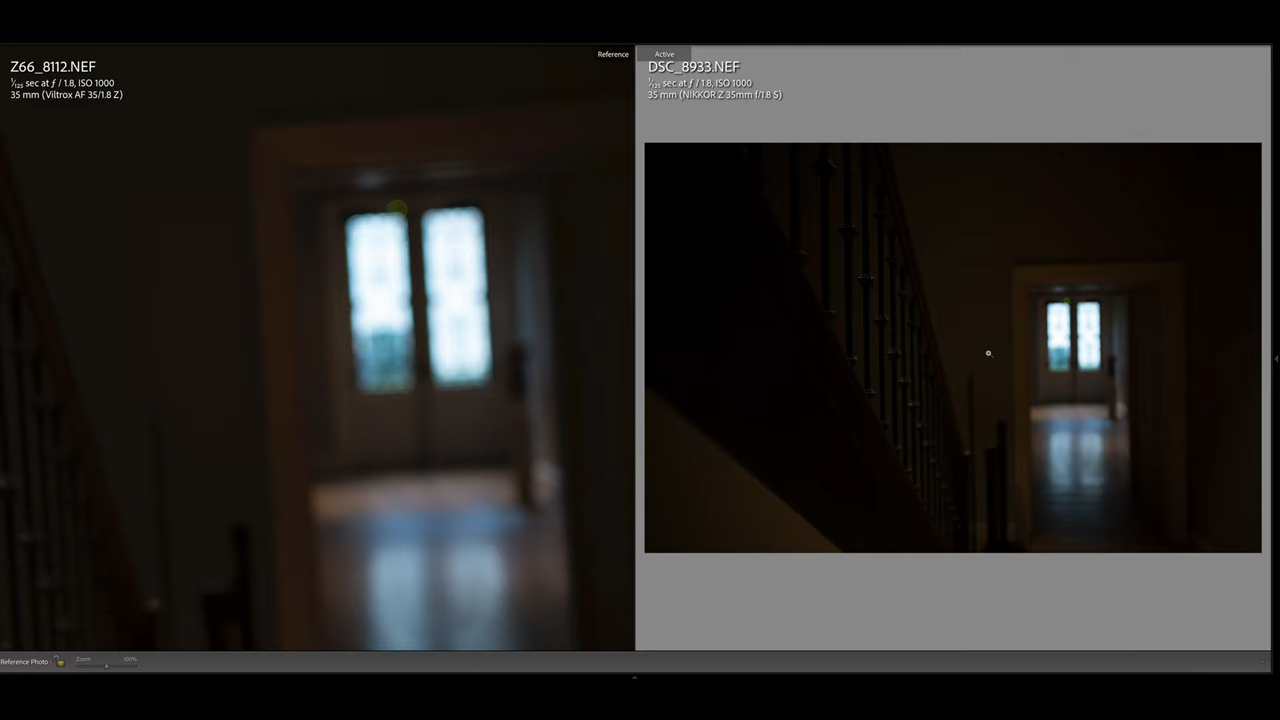 Reference
Z66_8112.NEF
1/125 sec at ƒ / 1.8, ISO 1000
35 mm (Viltrox AF 35/1.8 Z)
Active
DSC_8933.NEF
1/125 sec at ƒ / 1.8, ISO 1000
35 mm (NIKKOR Z 35mm f/1.8 S)
Reference Photo :
Zoom
100%